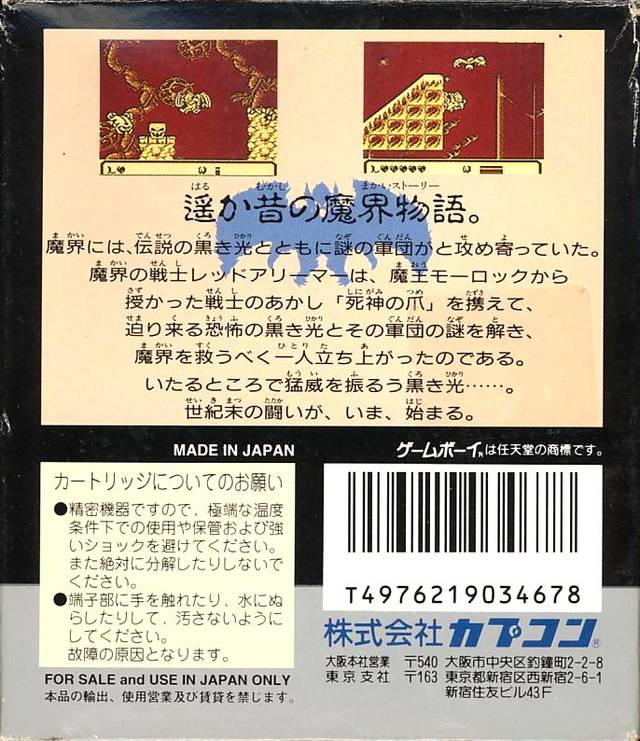 遥か昔の魔界物語。
魔界には、伝説の黒き光とともに謎の軍団がと攻め寄っていた。
魔界の戦士レッドアリーマーは、魔王モーロックから
授かった戦士のあかし「死神の爪」を携えて、
迫り来る恐怖の黒き光とその軍団の謎を解き、
魔界を救うべく一人立ち上がったのである。
いたるところで猛威を振るう黒き光……。
世紀末の闘いが、いま、始まる。
MADE IN JAPAN
ゲームボーイ®は任天堂の商標です。
カートリッジについてのお願い
●精密機器ですので、極端な温度
条件下での使用や保管および強
いショックを避けてください。
また絶対に分解したりしないで
ください。
●端子部に手を触れたり、水にぬ
らしたりして、汚さないように
してください。
故障の原因となります。
FOR SALE and USE IN JAPAN ONLY
本品の輸出、使用営業及び賃貸を禁じます。
T4976219034678
株式会社カプコン®
大阪本社営業 〒540 大阪市中央区釣鐘町2-2-8
東京支社 〒163 東京都新宿区西新宿2-6-1
新宿住友ビル43F